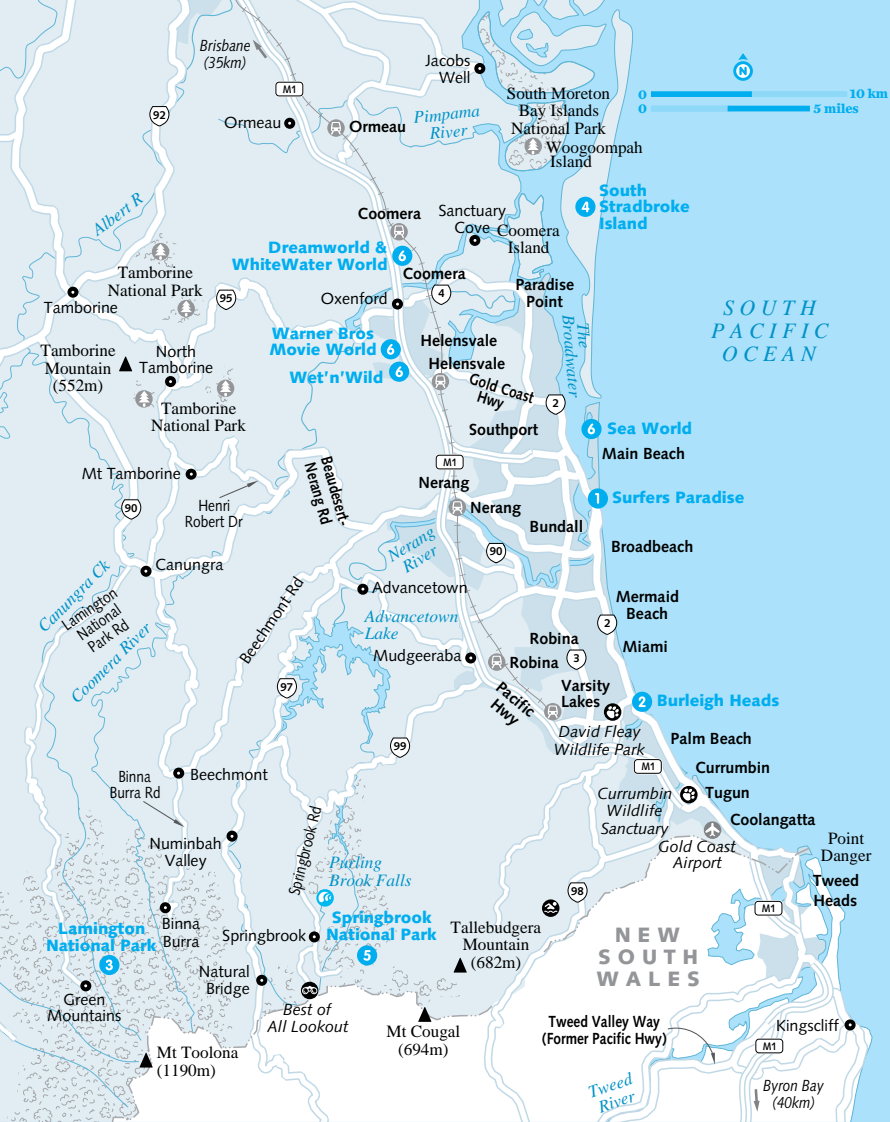 Brisbane
(35km)
Jacobs
Well
N
0
10 km
0
5 miles
M1
South Moreton
Bay Islands
National Park
Woogoompah
Island
92
Ormeau
Ormeau
Pimpama
River
Albert R
4
South
Stradbroke
Island
Coomera
Sanctuary
Cove
Coomera
Island
Dreamworld &
WhiteWater World
6
Coomera
Tamborine
National Park
Tamborine
95
Oxenford
4
Paradise
Point
The
Broadwater
SOUTH
PACIFIC
OCEAN
Warner Bros
Movie World
6
Helensvale
Tamborine
Mountain
(552m)
North
Tamborine
Wet'n'Wild
6
Helensvale
Gold Coast
Hwy
2
Tamborine
National Park
Southport
6
Sea World
Main Beach
M1
Mt Tamborine
Beaudesert-
Nerang Rd
Nerang
Nerang
1
Surfers Paradise
90
Henri
Robert Dr
Bundall
Broadbeach
Nerang
River
90
Canungra
Canungra Ck
Lamington
National
Park Rd
Coomera River
Beechmont Rd
Advancetown
Advancetown
Lake
Mermaid
Beach
2
Mudgeeraba
Robina
Robina
3
Miami
97
Pacific
Hwy
Varsity
Lakes
2
Burleigh Heads
99
David Fleay
Wildlife Park
Palm Beach
M1
Currumbin
Binna
Burra Rd
Beechmont
Currumbin
Wildlife
Sanctuary
Tugun
Coolangatta
Numinbah
Valley
Springbrook Rd
Gold Coast
Airport
Point
Danger
Purling
Brook Falls
98
Tweed
Heads
M1
Lamington
National Park
3
Binna
Burra
Springbrook
Springbrook
National Park
5
Tallebudgera
Mountain
(682m)
NEW
SOUTH
WALES
Green
Mountains
Natural
Bridge
Best of
All Lookout
Mt Cougal
(694m)
Mt Toolona
(1190m)
Tweed Valley Way
(Former Pacific Hwy)
Kingscliff
M1
Tweed
River
Byron Bay
(40km)